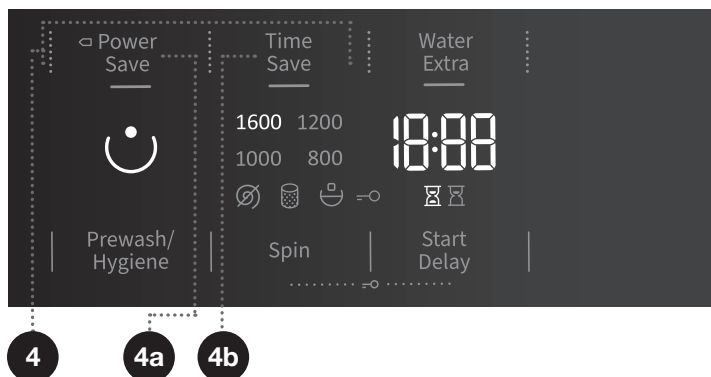 Power
Save
Time
Save
Water
Extra
1600 1200
1000 800
18:88
Prewash/
Hygiene
Spin
Start
Delay
4
4a
4b